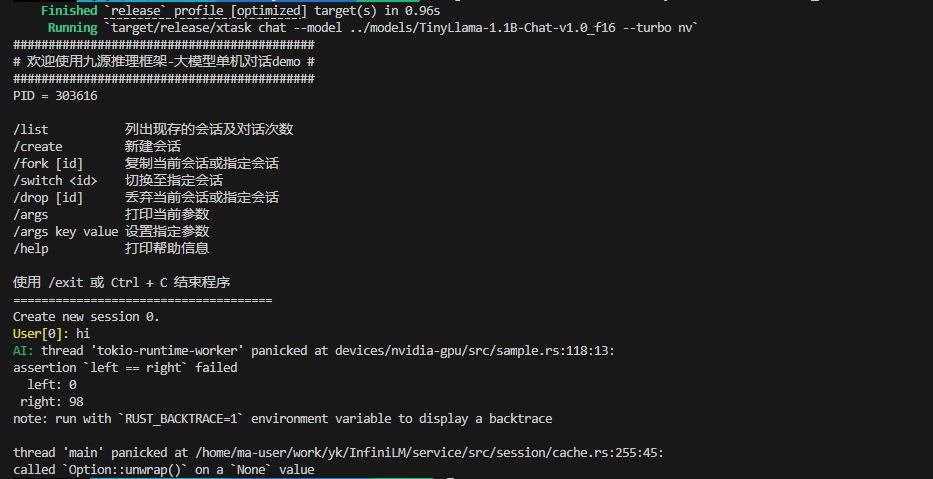 Finished `release` profile [optimized] target(s) in 0.96s
Running `target/release/xtask chat --model ../models/TinyLlama-1.1B-Chat-v1.0_f16 --turbo nv`
###########################################
# 欢迎使用九源推理框架-大模型单机对话demo #
###########################################
PID = 303616
/list 列出现存的会话及对话次数
/create 新建会话
/fork [id] 复制当前会话或指定会话
/switch <id> 切换至指定会话
/drop [id] 丢弃当前会话或指定会话
/args 打印当前参数
/args key value 设置指定参数
/help 打印帮助信息
使用 /exit 或 Ctrl + C 结束程序
=====================================
Create new session 0.
User[0]: hi
AI: thread 'tokio-runtime-worker' panicked at devices/nvidia-gpu/src/sample.rs:118:13:
assertion `left == right` failed
left: 0
right: 98
note: run with `RUST_BACKTRACE=1` environment variable to display a backtrace
thread 'main' panicked at /home/ma-user/work/yk/InfiniLM/service/src/session/cache.rs:255:45:
called `Option::unwrap()` on a `None` value